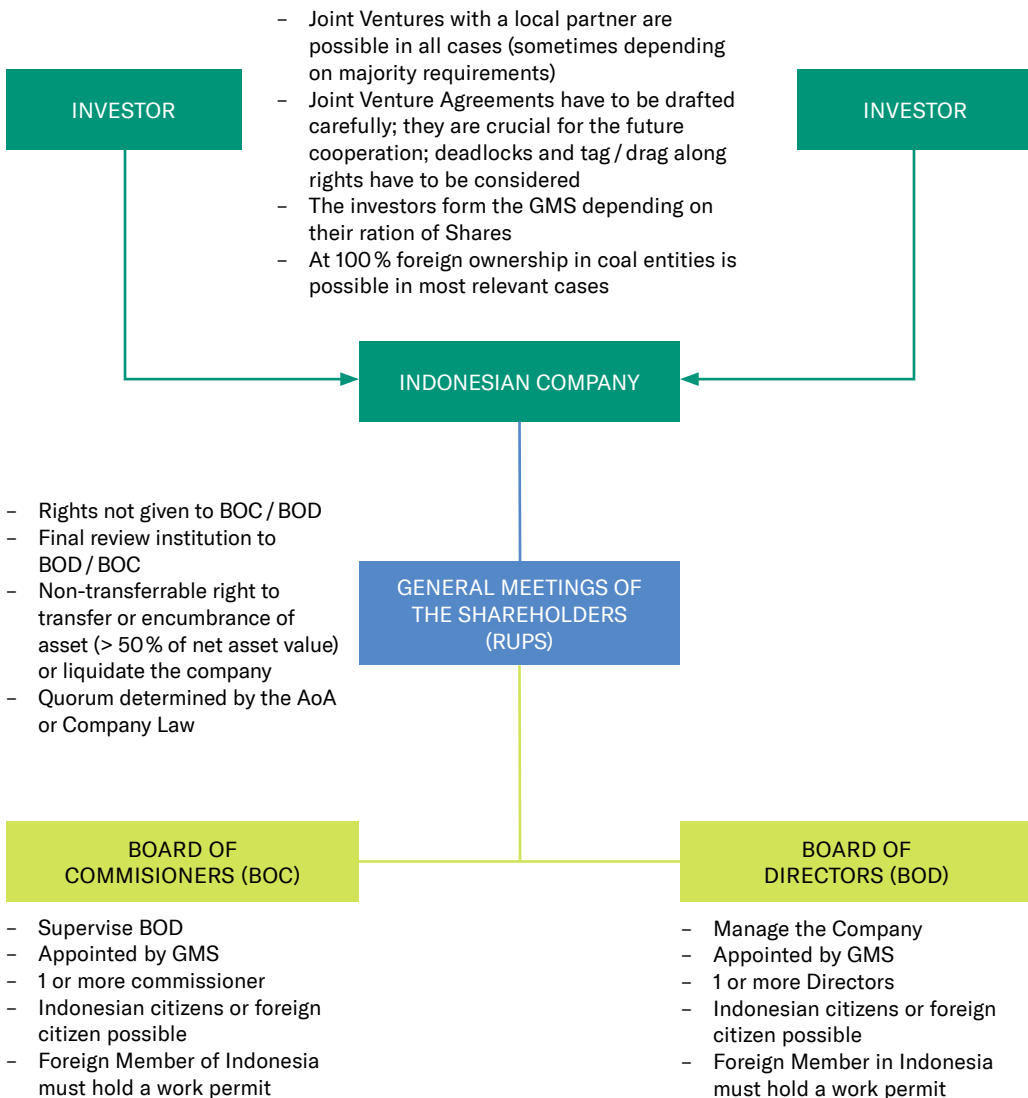 – Joint Ventures with a local partner are
possible in all cases (sometimes depending
on majority requirements)
– Joint Venture Agreements have to be drafted
carefully; they are crucial for the future
cooperation; deadlocks and tag / drag along
rights have to be considered
– The investors form the GMS depending on
their ration of Shares
– At 100 % foreign ownership in coal entities is
possible in most relevant cases
INVESTOR
INVESTOR
INDONESIAN COMPANY
– Rights not given to BOC / BOD
– Final review institution to
BOD / BOC
– Non-transferrable right to
transfer or encumbrance of
asset (> 50 % of net asset value)
or liquidate the company
– Quorum determined by the AoA
or Company Law
GENERAL MEETINGS OF
THE SHAREHOLDERS
(RUPS)
BOARD OF
COMMISIONERS (BOC)
– Supervise BOD
– Appointed by GMS
– 1 or more commissioner
– Indonesian citizens or foreign
citizen possible
– Foreign Member of Indonesia
must hold a work permit
BOARD OF
DIRECTORS (BOD)
– Manage the Company
– Appointed by GMS
– 1 or more Directors
– Indonesian citizens or foreign
citizen possible
– Foreign Member in Indonesia
must hold a work permit